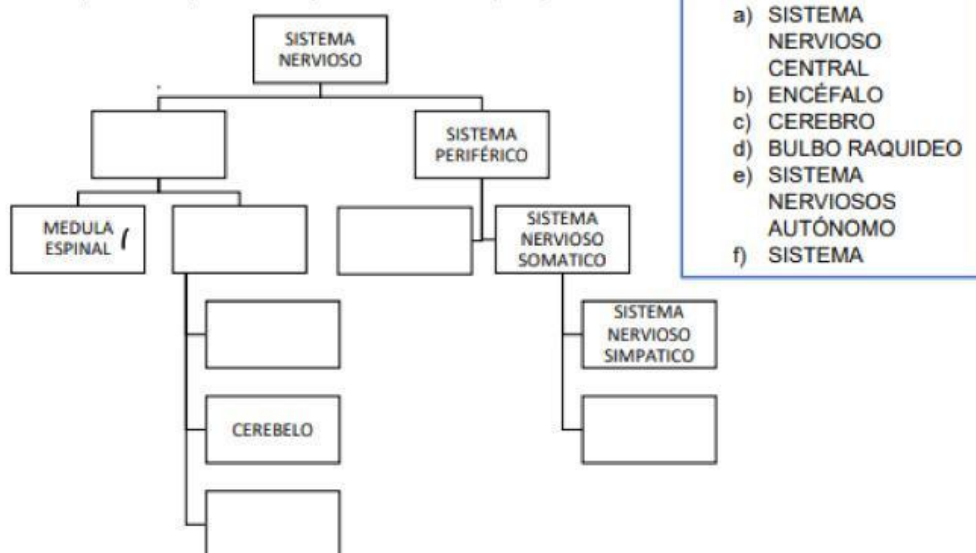 SISTEMA
NERVIOSO
SISTEMA
PERIFÉRICO
MEDULA
ESPINAL
SISTEMA
NERVIOSO
SOMATICO
SISTEMA
NERVIOSO
SIMPATICO
CEREBELO
a) SISTEMA
NERVIOSO
CENTRAL
b) ENCÉFALO
c) CEREBRO
d) BULBO RAQUIDEO
e) SISTEMA
NERVIOSOS
AUTÓNOMO
f) SISTEMA